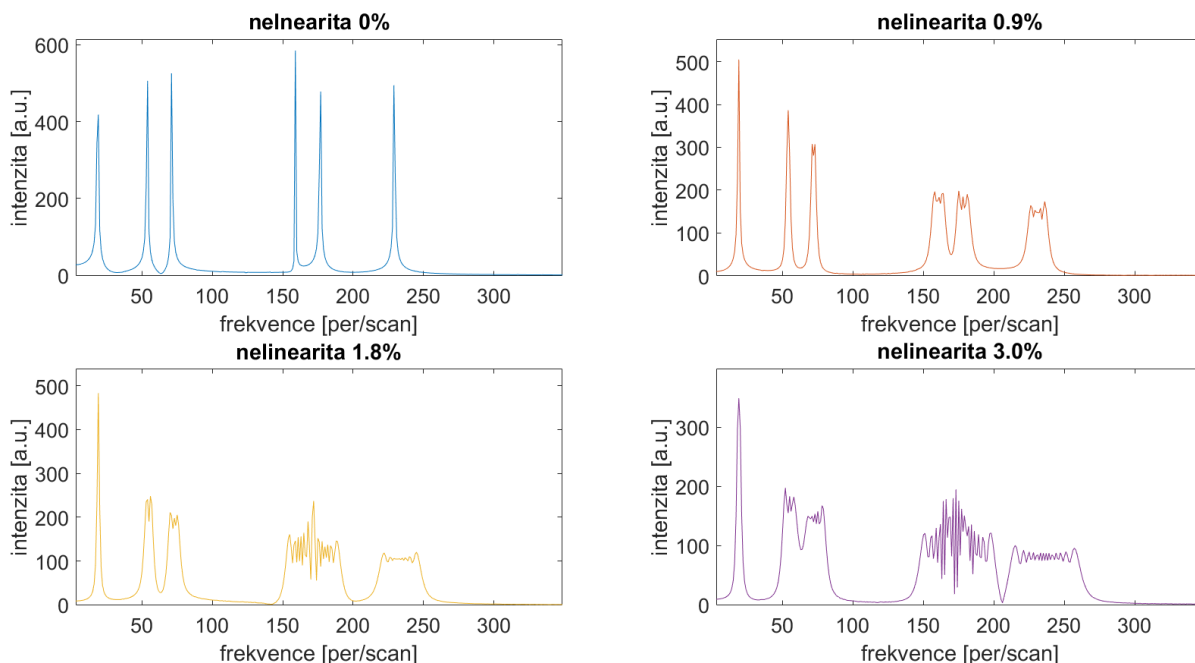 nelnearita 0%
600
400
200
0
intenzita [a.u.]
50 100 150 200 250 300
frekvence [per/scan]
nelinearita 0.9%
500
400
300
200
100
0
intenzita [a.u.]
50 100 150 200 250 300
frekvence [per/scan]
nelinearita 1.8%
500
400
300
200
100
0
intenzita [a.u.]
50 100 150 200 250 300
frekvence [per/scan]
nelinearita 3.0%
300
200
100
0
intenzita [a.u.]
50 100 150 200 250 300
frekvence [per/scan]